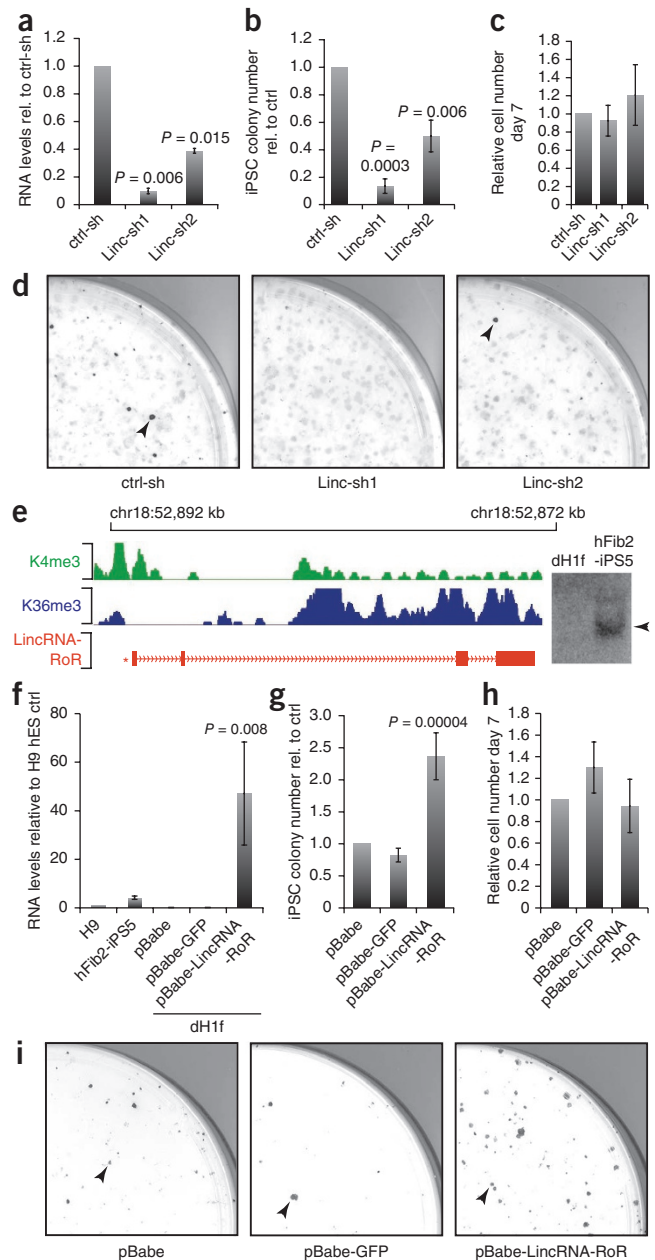 a
RNA levels rel. to ctrl-sh
1.2
1.0
0.8
0.6
0.4
0.2
0
P = 0.006
P = 0.015
ctrl-sh
Linc-sh1
Linc-sh2
b
iPSC colony number
rel. to ctrl
1.2
1.0
0.8
0.6
0.4
0.2
0
P
= 0.0003
P = 0.006
ctrl-sh
Linc-sh1
Linc-sh2
c
Relative cell number
day 7
1.8
1.6
1.4
1.2
1.0
0.8
0.6
0.4
0.2
0
ctrl-sh
Linc-sh1
Linc-sh2
d
ctrl-sh
Linc-sh1
Linc-sh2
e
chr18:52,892 kb
chr18:52,872 kb
K4me3
K36me3
LincRNA-
RoR
*
dH1f
hFib2
-iPS5
f
RNA levels relative to H9 hES ctrl
80
60
40
20
0
P = 0.008
H9
hFib2-iPS5
pBabe
pBabe-GFP
pBabe-LincRNA
-RoR
dH1f
g
iPSC colony number rel. to ctrl
3.0
2.5
2.0
1.5
1.0
0.5
0
P = 0.00004
pBabe
pBabe-GFP
pBabe-LincRNA
-RoR
h
Relative cell number day 7
1.8
1.6
1.4
1.2
1.0
0.8
0.6
0.4
0.2
0
pBabe
pBabe-GFP
pBabe-LincRNA
-RoR
i
pBabe
pBabe-GFP
pBabe-LincRNA-RoR